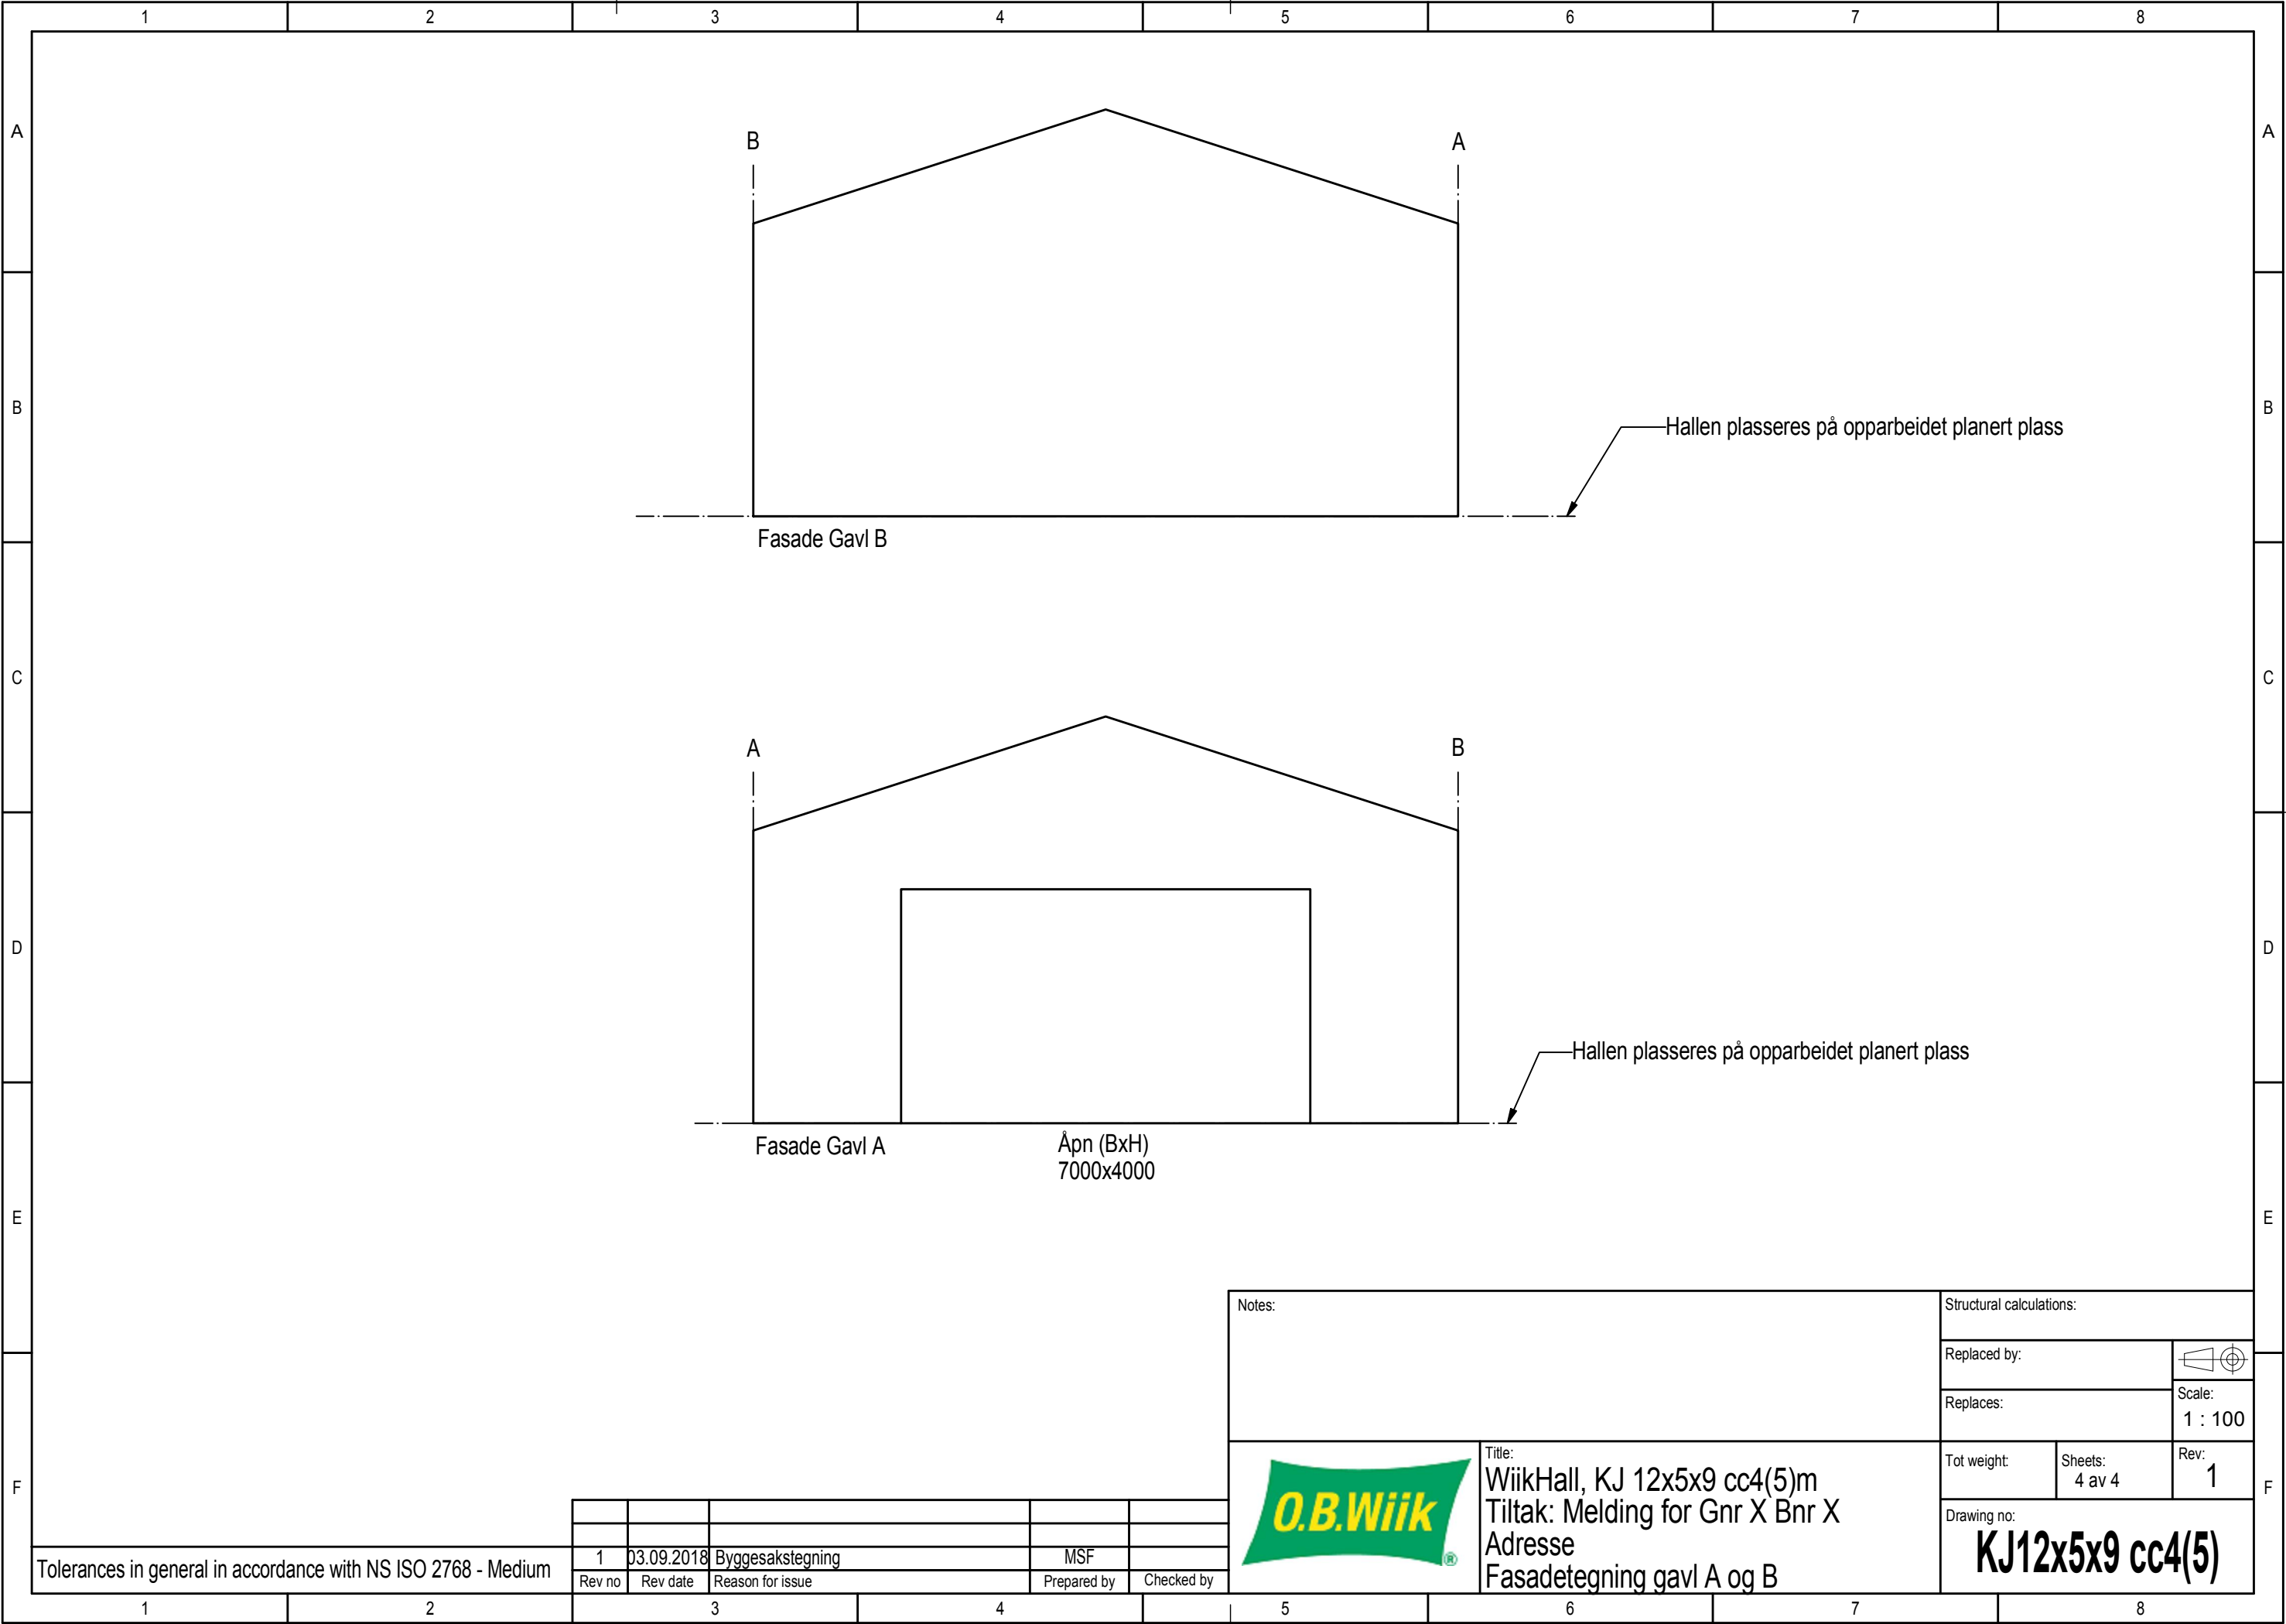 1 2 3 4 5 6 7 8
A A
B A
B B
Hallen plasseres på opparbeidet planert plass
Fasade Gavl B
C C
A B
D D
Hallen plasseres på opparbeidet planert plass
Fasade Gavl A
Åpn (BxH)
7000x4000
E E
Notes:
Structural calculations:
Replaced by:
Replaces:
Scale:
1 : 100
O.B.Wiik ®
Title:
WiikHall, KJ 12x5x9 cc4(5)m
Tiltak: Melding for Gnr X Bnr X
Adresse
Fasadetegning gavl A og B
Tot weight:
Sheets:
4 av 4
Rev:
1
Drawing no:
KJ12x5x9 cc4(5)
F F
Tolerances in general in accordance with NS ISO 2768 - Medium
1 03.09.2018 Byggesakstegning MSF
Rev no Rev date Reason for issue Prepared by Checked by
1 2 3 4 5 6 7 8